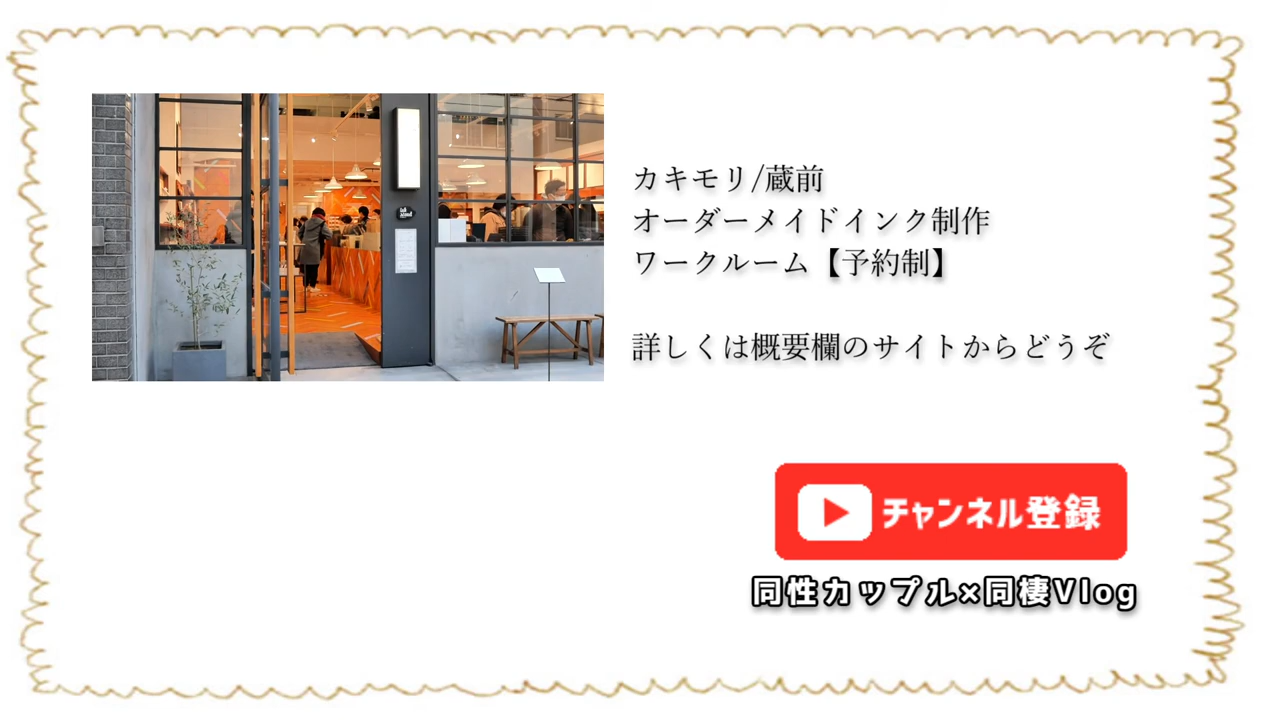 カキモリ/蔵前
オーダーメイドインク制作
ワークルーム【予約制】
詳しくは概要欄のサイトからどうぞ
チャンネル登録
同性カップル×同棲Vlog